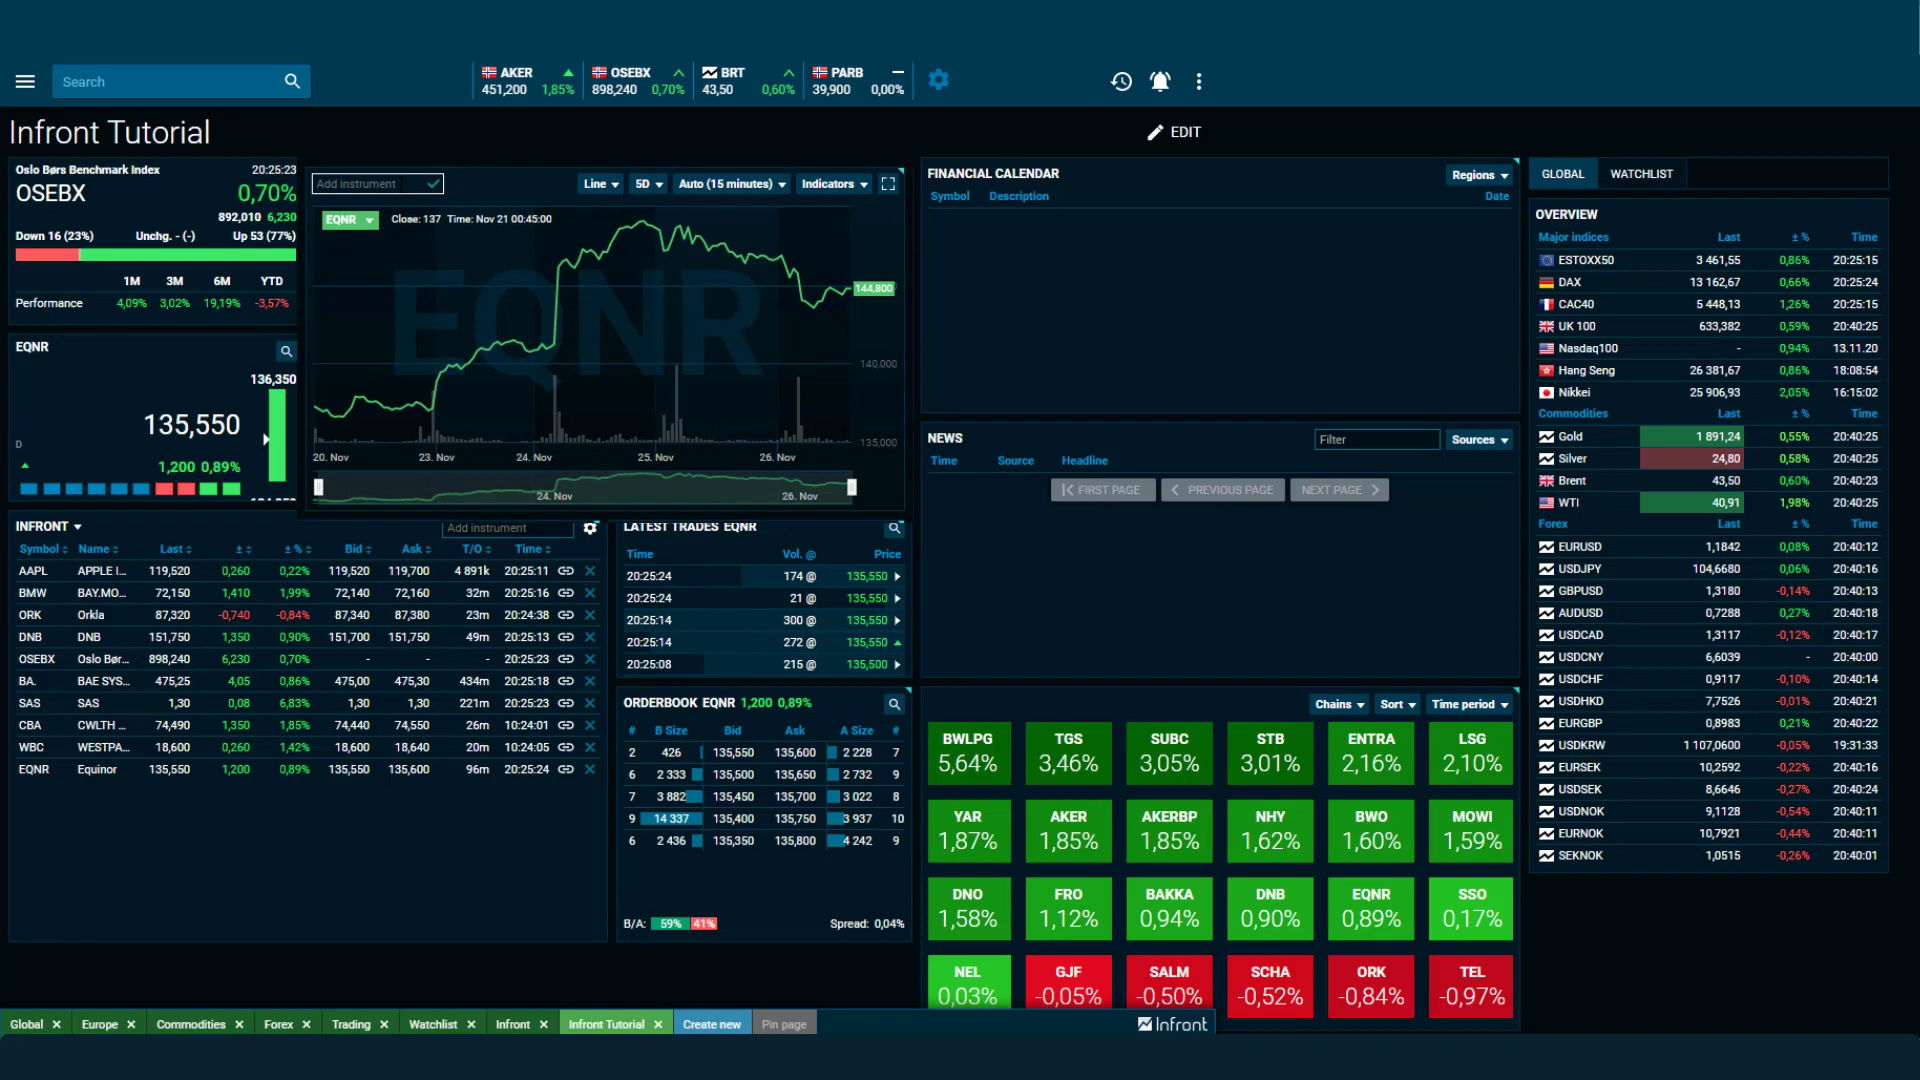 Search
AKER
451,200 1,85%
OSEBX
898,240 0,70%
BRT
43,50 0,60%
PARB
39,900 0,00%
Infront Tutorial
EDIT
Oslo Børs Benchmark Index 20:25:23
OSEBX 0,70%
892,010 6,230
Down 16 (23%) Unchg. - (-) Up 53 (77%)
1M 3M 6M YTD
Performance 4,09% 3,02% 19,19% -3,57%
EQNR
136,350
135,550
D
1,200 0,89%
Add instrument Line 5D Auto (15 minutes) Indicators
EQNR Close: 137 Time: Nov 21 00:45:00
EQNR
144,800
140,000
135,000
20. Nov 23. Nov 24. Nov 25. Nov 26. Nov
24. Nov 26. Nov
INFRONT Add instrument
Symbol Name Last ± ± % Bid Ask T/O Time
AAPL APPLE I... 119,520 0,260 0,22% 119,520 119,700 4 891k 20:25:11
BMW BAY.MO... 72,150 1,410 1,99% 72,140 72,160 32m 20:25:16
ORK Orkla 87,320 -0,740 -0,84% 87,340 87,380 23m 20:24:38
DNB DNB 151,750 1,350 0,90% 151,700 151,750 49m 20:25:13
OSEBX Oslo Bør... 898,240 6,230 0,70% - - - 20:25:23
BA. BAE SYS... 475,25 4,05 0,86% 475,00 475,30 434m 20:25:18
SAS SAS 1,30 0,08 6,83% 1,30 1,30 221m 20:25:23
CBA CWLTH ... 74,490 1,350 1,85% 74,440 74,550 26m 10:24:01
WBC WESTPA... 18,600 0,260 1,42% 18,600 18,640 20m 10:24:05
EQNR Equinor 135,550 1,200 0,89% 135,550 135,600 96m 20:25:24
LATEST TRADES EQNR
Time Vol. @ Price
20:25:24 174 @ 135,550
20:25:24 21 @ 135,550
20:25:14 300 @ 135,550
20:25:14 272 @ 135,550
20:25:08 215 @ 135,500
ORDERBOOK EQNR 1,200 0,89%
# B Size Bid Ask A Size #
2 426 135,550 135,600 2 228 7
6 2 333 135,500 135,650 2 732 9
7 3 882 135,450 135,700 3 022 8
9 14 337 135,400 135,750 3 937 10
6 2 436 135,350 135,800 4 242 9
B/A: 59% 41% Spread: 0,04%
FINANCIAL CALENDAR Regions
Symbol Description Date
NEWS Filter Sources
Time Source Headline
FIRST PAGE PREVIOUS PAGE NEXT PAGE
Chains Sort Time period
BWLPG TGS SUBC STB ENTRA LSG
5,64% 3,46% 3,05% 3,01% 2,16% 2,10%
YAR AKER AKERBP NHY BWO MOWI
1,87% 1,85% 1,85% 1,62% 1,60% 1,59%
DNO FRO BAKKA DNB EQNR SSO
1,58% 1,12% 0,94% 0,90% 0,89% 0,17%
NEL GJF SALM SCHA ORK TEL
0,03% -0,05% -0,50% -0,52% -0,84% -0,97%
GLOBAL WATCHLIST
OVERVIEW
Major indices Last ± % Time
ESTOXX50 3 461,55 0,86% 20:25:15
DAX 13 162,67 0,66% 20:25:24
CAC40 5 448,13 1,26% 20:25:15
UK 100 633,382 0,59% 20:40:25
Nasdaq100 - 0,94% 13.11.20
Hang Seng 26 381,67 0,86% 18:08:54
Nikkei 25 906,93 2,05% 16:15:02
Commodities Last ± % Time
Gold 1 891,24 0,55% 20:40:25
Silver 24,80 0,58% 20:40:25
Brent 43,50 0,60% 20:40:23
WTI 40,91 1,98% 20:40:25
Forex Last ± % Time
EURUSD 1,1842 0,08% 20:40:12
USDJPY 104,6680 0,06% 20:40:16
GBPUSD 1,3180 -0,14% 20:40:13
AUDUSD 0,7288 0,27% 20:40:18
USDCAD 1,3117 -0,12% 20:40:17
USDCNY 6,6039 - 20:40:00
USDCHF 0,9117 -0,10% 20:40:14
USDHKD 7,7526 -0,01% 20:40:21
EURGBP 0,8983 0,21% 20:40:22
USDKRW 1 107,0600 -0,05% 19:31:33
EURSEK 10,2592 -0,22% 20:40:16
USDSEK 8,6646 -0,27% 20:40:24
USDNOK 9,1128 -0,54% 20:40:11
EURNOK 10,7921 -0,44% 20:40:11
SEKNOK 1,0515 -0,26% 20:40:01
Global Europe Commodities Forex Trading Watchlist Infront Infront Tutorial Create new Pin page
Infront